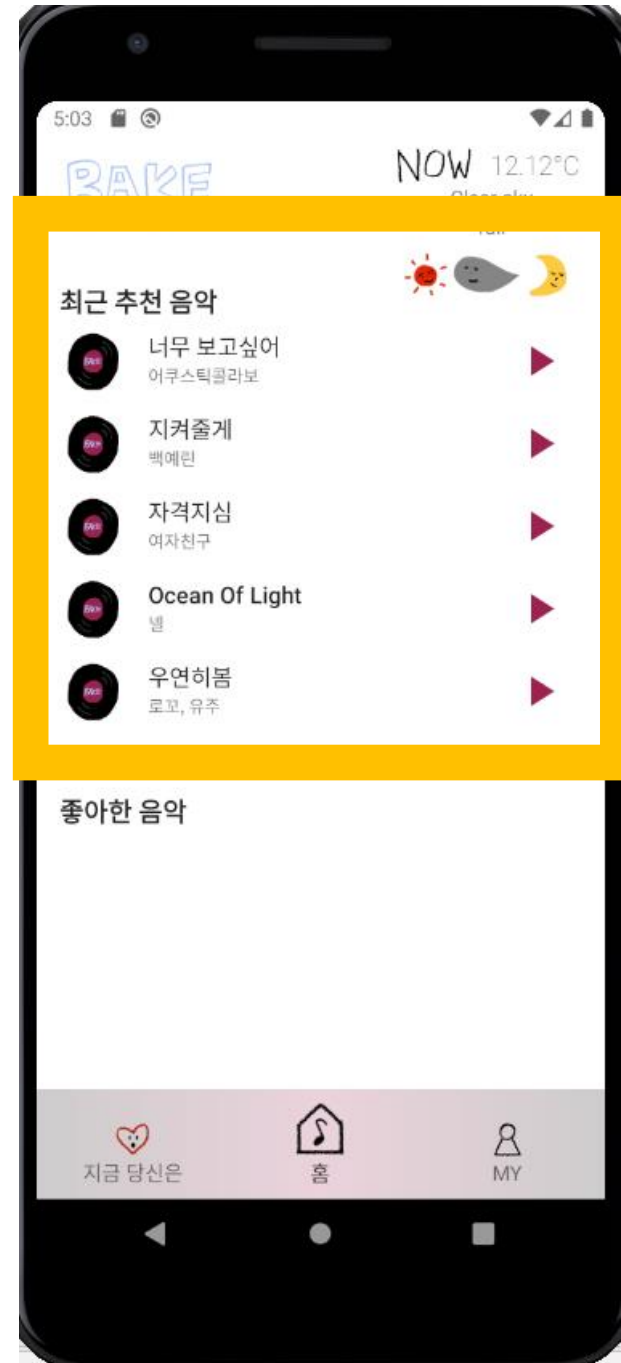 5:03
BAKE
NOW 12.12°C
최근 추천 음악
너무 보고싶어
어쿠스틱콜라보
지켜줄게
백예린
자격지심
여자친구
Ocean Of Light
넬
우연히봄
로꼬, 유주
좋아한 음악
지금 당신은
홈
MY